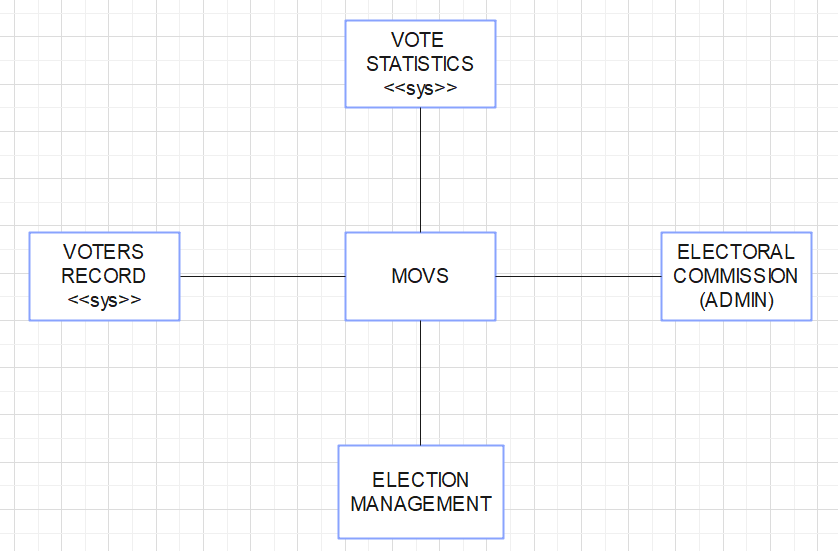 VOTE
STATISTICS
<<sys>>
VOTERS
RECORD
<<sys>>
MOVS
ELECTORAL
COMMISSION
(ADMIN)
ELECTION
MANAGEMENT